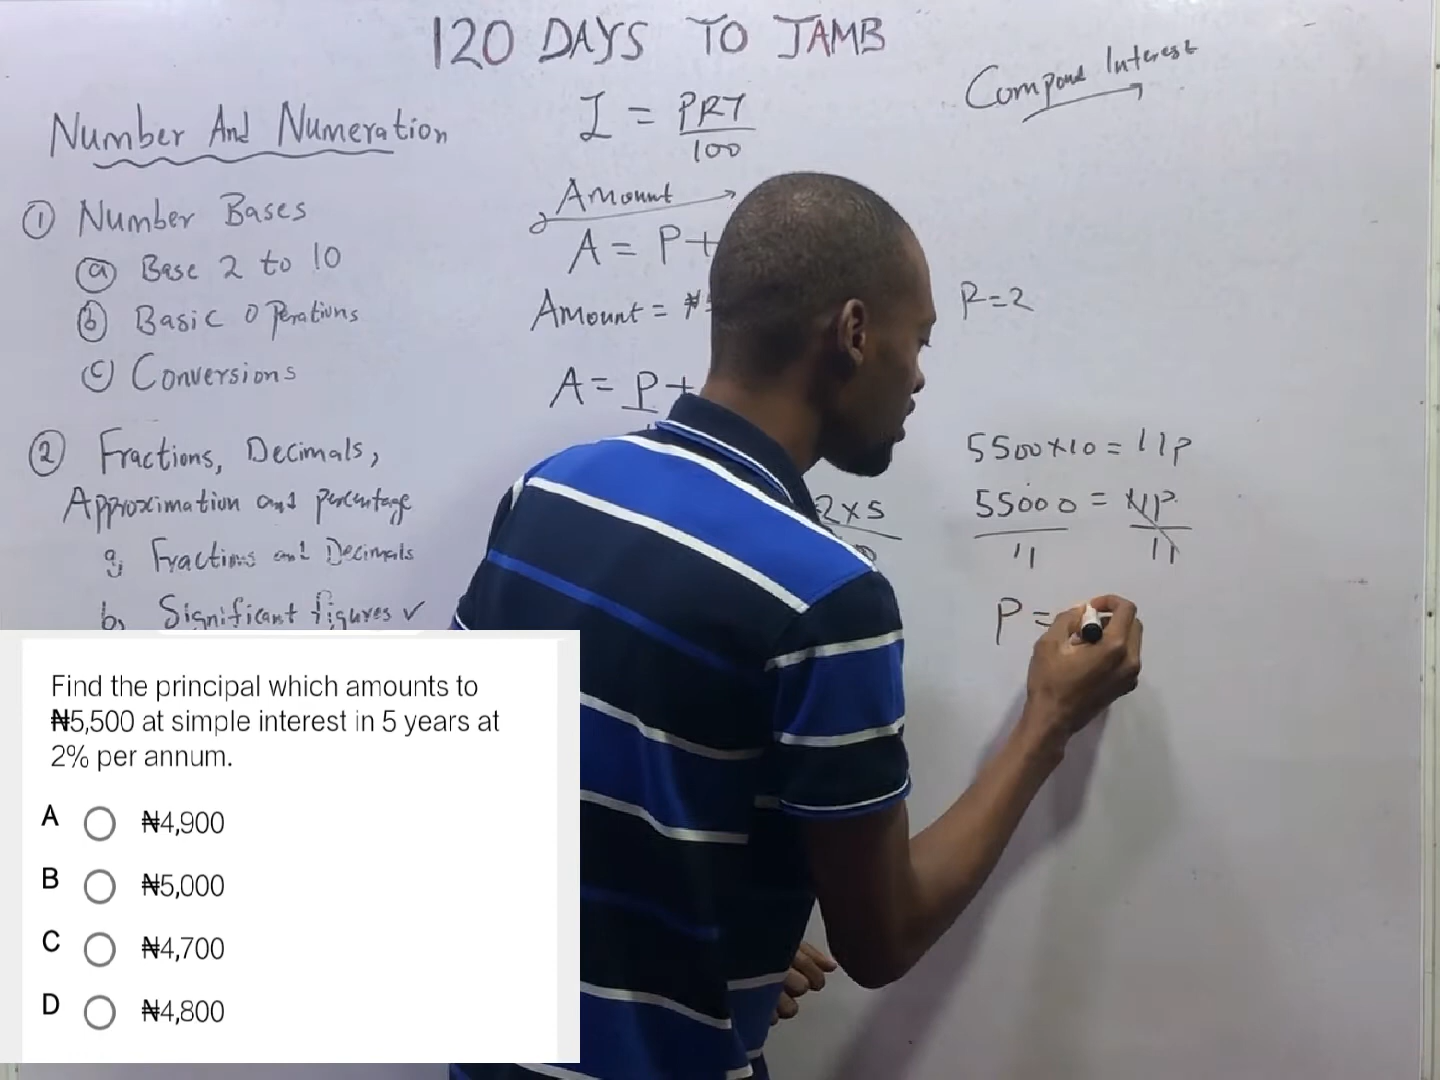 120 DAYS TO JAMB
Number And Numeration
① Number Bases
ⓐ Base 2 to 10
ⓑ Basic Operations
ⓒ Conversions
② Fractions, Decimals,
Approximation and percentage
a, Fractions and Decimals
b, Significant figures ✓
I = PRT
100
Amount
A = P+
Amount = ₦
A = P+
2×5
Compound Interest
R=2
5500×10 = 11P
55000 = 11P
11 11
P =
Find the principal which amounts to
₦5,500 at simple interest in 5 years at
2% per annum.
A ₦4,900
B ₦5,000
C ₦4,700
D ₦4,800